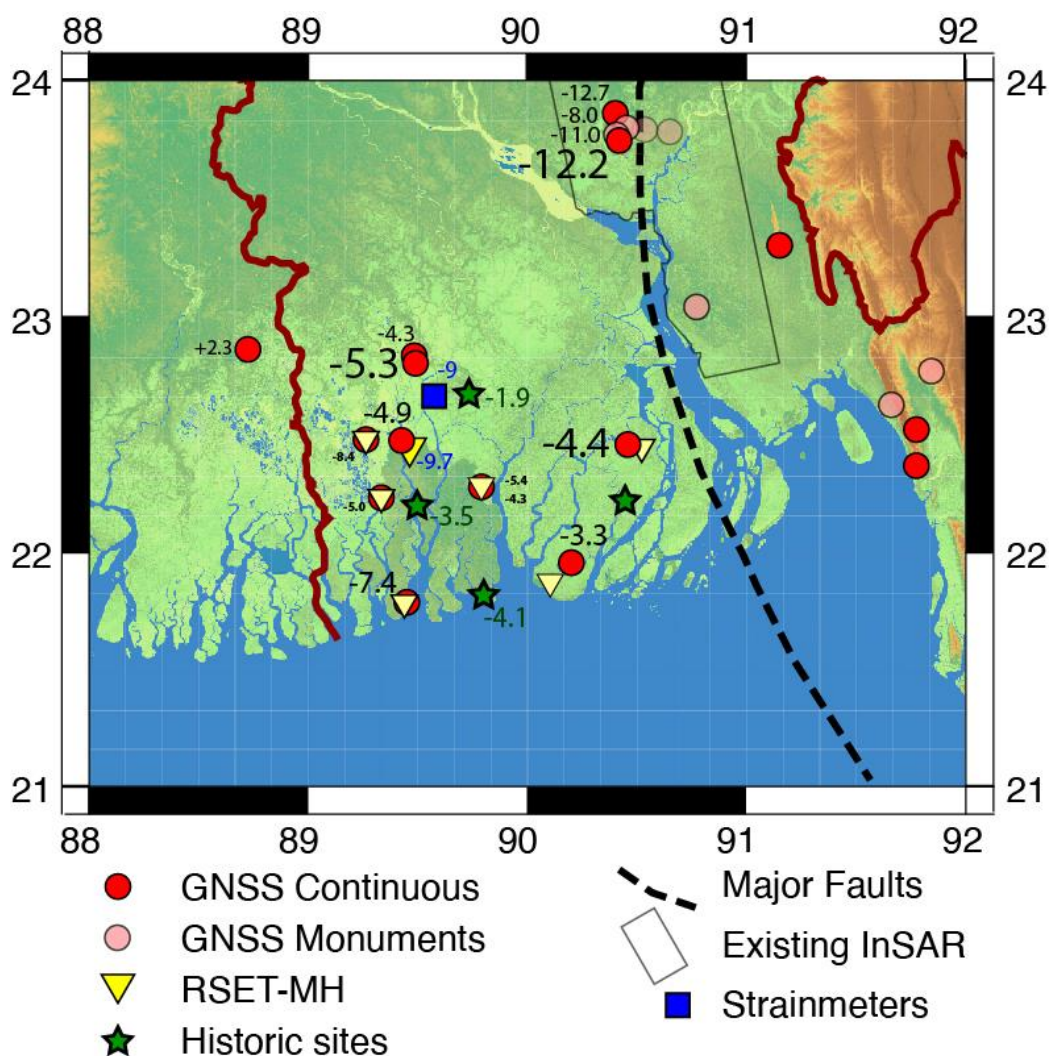 88 89 90 91 92
24 24
-12.7
-8.0
-11.0
-12.2
23 23
+2.3
-4.3
-5.3
-9
-1.9
-4.9
-4.4
-8.4
-9.7
-5.4
-4.3
-5.0
-3.5
22 22
-3.3
-7.4
-4.1
21 21
88 89 90 91 92
GNSS Continuous
GNSS Monuments
RSET-MH
Historic sites
Major Faults
Existing InSAR
Strainmeters